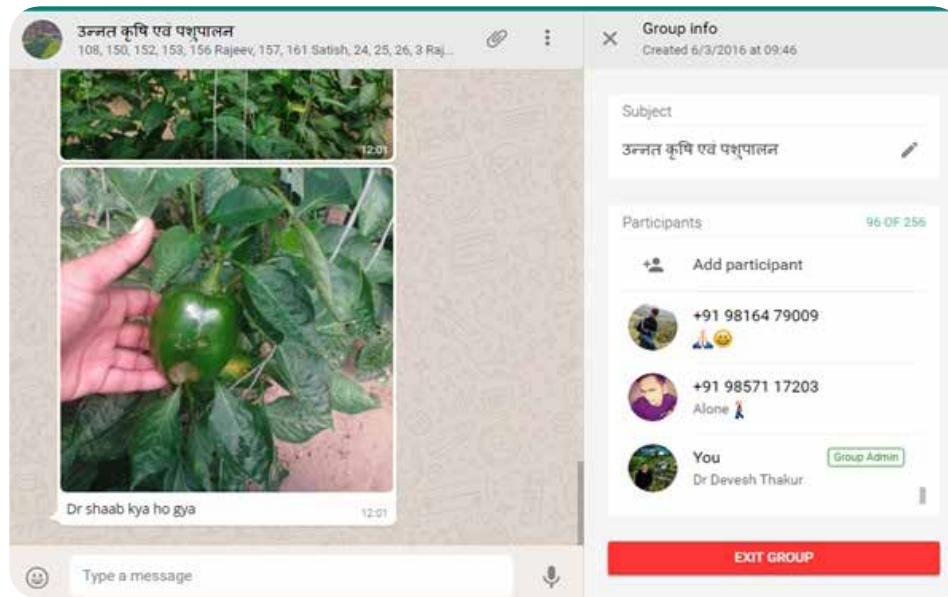 उन्नत कृषि एवं पशुपालन
108, 150, 152, 153, 156 Rajeev, 157, 161 Satish, 24, 25, 26, 3 Raj...
12:01
Dr shaab kya ho gya
12:01
Type a message
Group info
Created 6/3/2016 at 09:46
Subject
उन्नत कृषि एवं पशुपालन
Participants 96 OF 256
Add participant
+91 98164 79009
🙏😀
+91 98571 17203
Alone
You Group Admin
Dr Devesh Thakur
EXIT GROUP